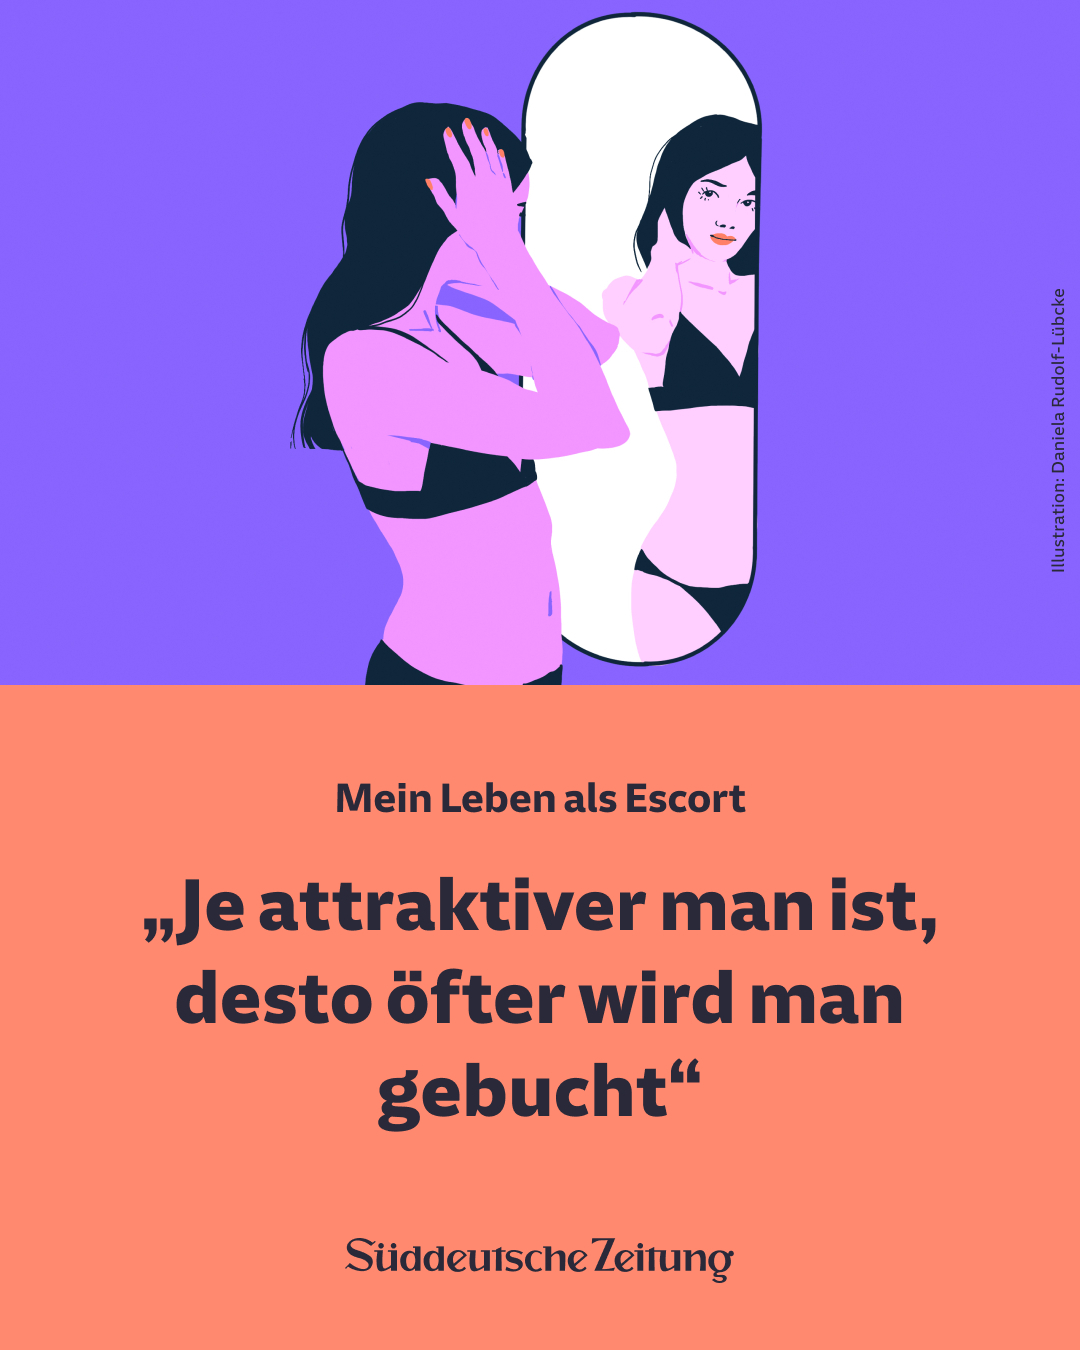 Illustration: Daniela Rudolf-Lübcke
Mein Leben als Escort
„Je attraktiver man ist,
desto öfter wird man
gebucht“
Süddeutsche Zeitung